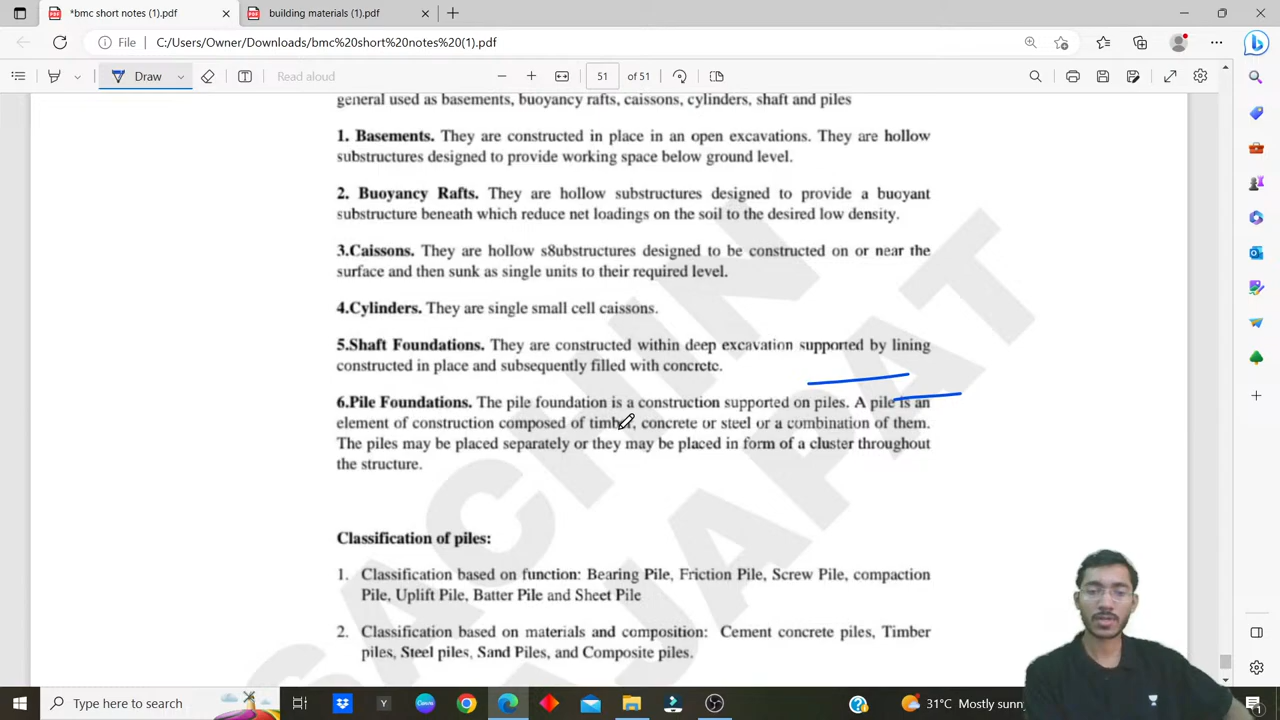 *bmc short notes (1).pdf
building materials (1).pdf
File
C:/Users/Owner/Downloads/bmc%20short%20notes%20(1).pdf
Draw
Read aloud
51
of 51
general used as basements, buoyancy rafts, caissons, cylinders, shaft and piles
1. Basements. They are constructed in place in an open excavations. They are hollow
substructures designed to provide working space below ground level.
2. Buoyancy Rafts. They are hollow substructures designed to provide a buoyant
substructure beneath which reduce net loadings on the soil to the desired low density.
3.Caissons. They are hollow s8ubstructures designed to be constructed on or near the
surface and then sunk as single units to their required level.
4.Cylinders. They are single small cell caissons.
5.Shaft Foundations. They are constructed within deep excavation supported by lining
constructed in place and subsequently filled with concrete.
6.Pile Foundations. The pile foundation is a construction supported on piles. A pile is an
element of construction composed of timber, concrete or steel or a combination of them.
The piles may be placed separately or they may be placed in form of a cluster throughout
the structure.
Classification of piles:
1. Classification based on function: Bearing Pile, Friction Pile, Screw Pile, compaction
Pile, Uplift Pile, Batter Pile and Sheet Pile
2. Classification based on materials and composition: Cement concrete piles, Timber
piles, Steel piles, Sand Piles, and Composite piles.
SACHIN
Type here to search
31°C Mostly sunny